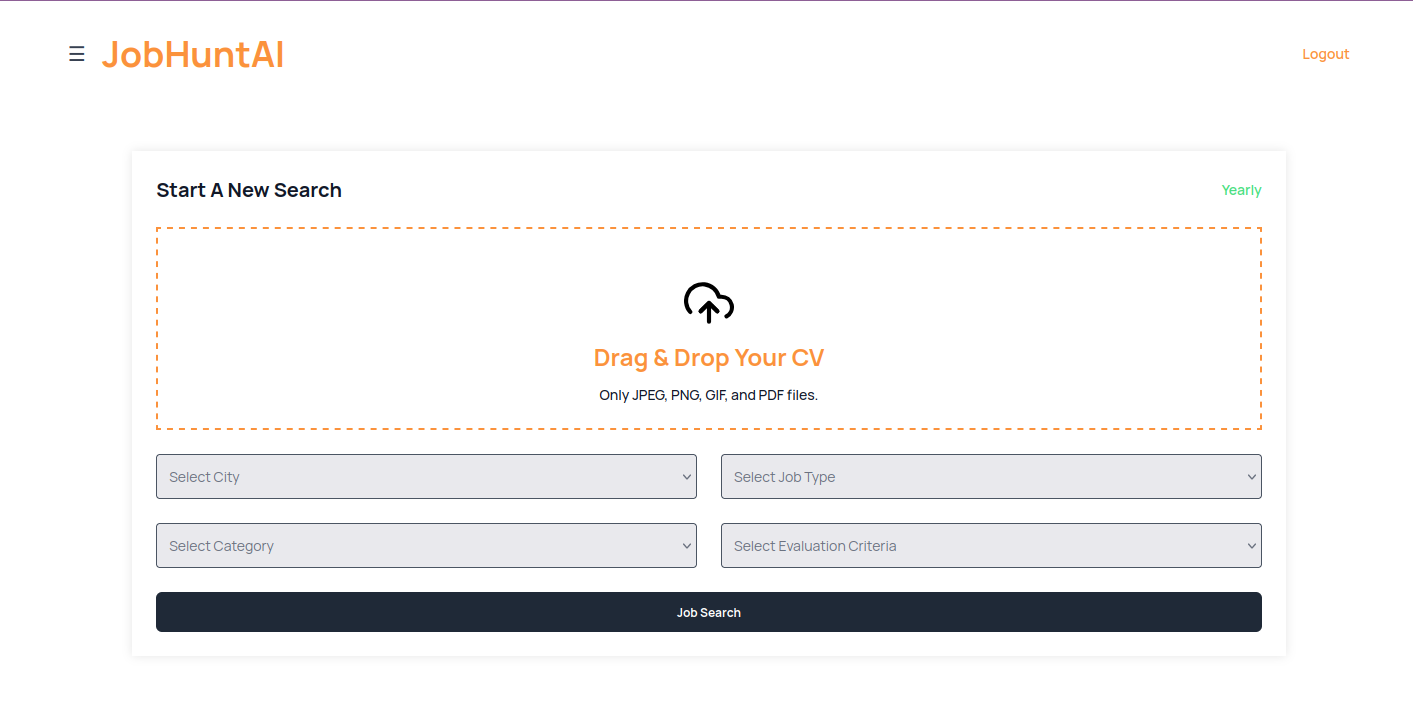 ☰ JobHuntAI
Logout
Start A New Search
Yearly
Drag & Drop Your CV
Only JPEG, PNG, GIF, and PDF files.
Select City
Select Job Type
Select Category
Select Evaluation Criteria
Job Search